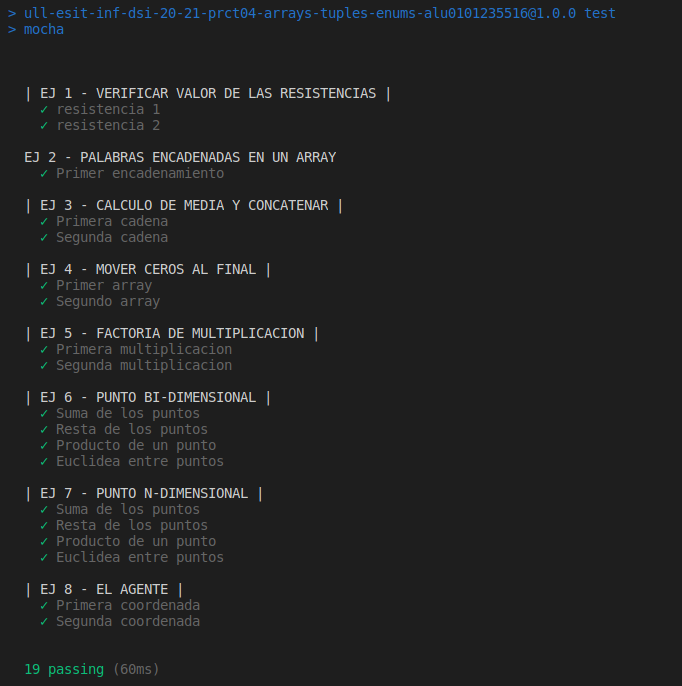 > ull-esit-inf-dsi-20-21-prct04-arrays-tuples-enums-alu0101235516@1.0.0 test
> mocha
| EJ 1 - VERIFICAR VALOR DE LAS RESISTENCIAS |
✓ resistencia 1
✓ resistencia 2
EJ 2 - PALABRAS ENCADENADAS EN UN ARRAY
✓ Primer encadenamiento
| EJ 3 - CALCULO DE MEDIA Y CONCATENAR |
✓ Primera cadena
✓ Segunda cadena
| EJ 4 - MOVER CEROS AL FINAL |
✓ Primer array
✓ Segundo array
| EJ 5 - FACTORIA DE MULTIPLICACION |
✓ Primera multiplicacion
✓ Segunda multiplicacion
| EJ 6 - PUNTO BI-DIMENSIONAL |
✓ Suma de los puntos
✓ Resta de los puntos
✓ Producto de un punto
✓ Euclidea entre puntos
| EJ 7 - PUNTO N-DIMENSIONAL |
✓ Suma de los puntos
✓ Resta de los puntos
✓ Producto de un punto
✓ Euclidea entre puntos
| EJ 8 - EL AGENTE |
✓ Primera coordenada
✓ Segunda coordenada
19 passing (60ms)